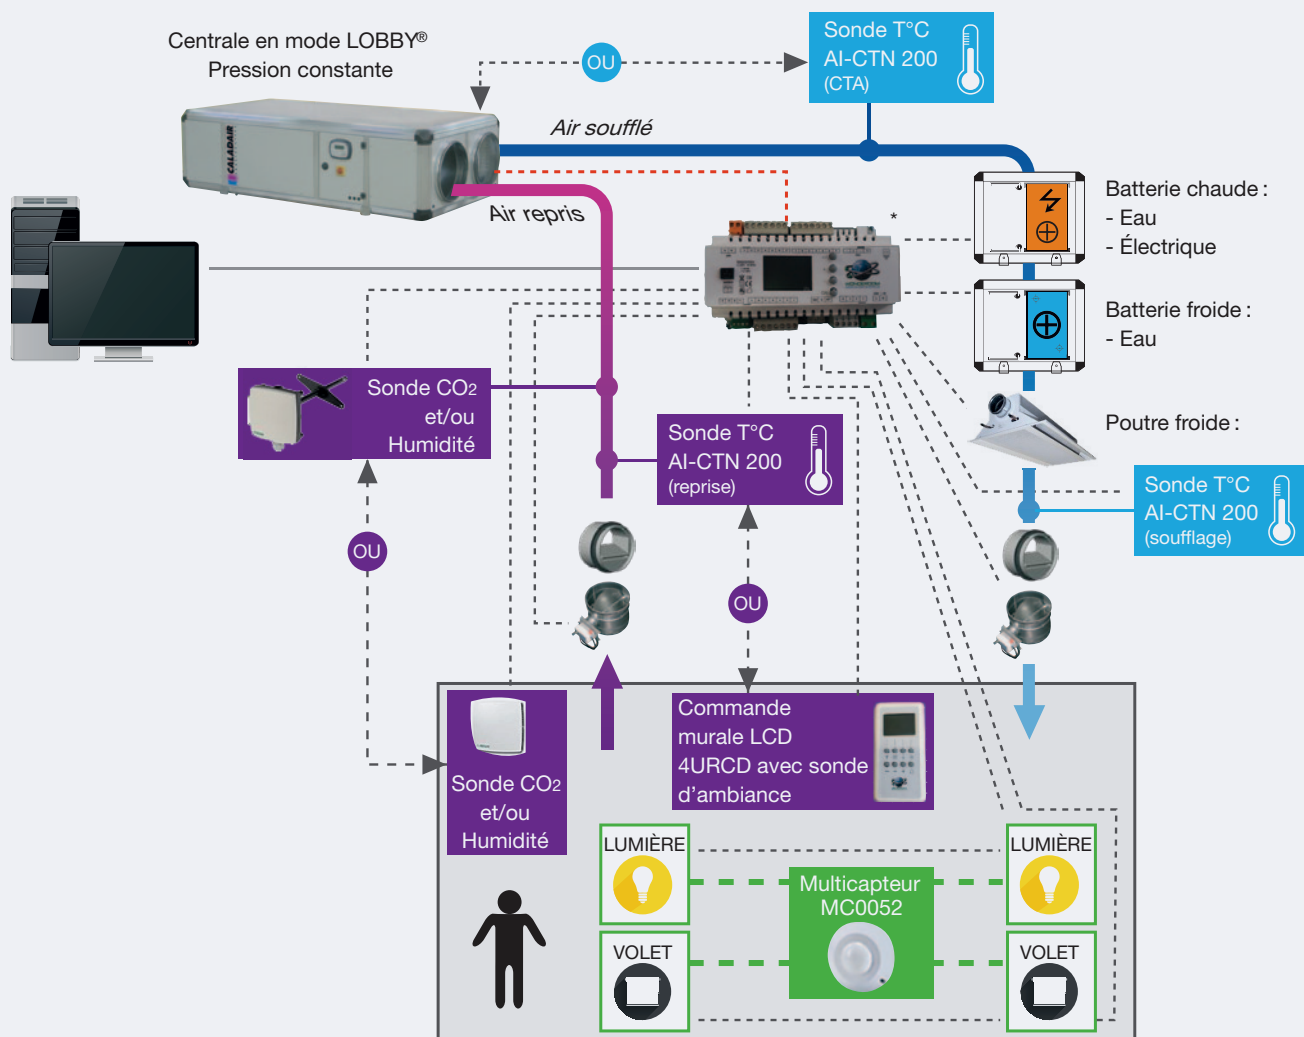 Centrale en mode LOBBY®
Pression constante
OU
Sonde T°C
AI-CTN 200
(CTA)
Air soufflé
CALADAIR
Air repris
*
Batterie chaude :
- Eau
- Électrique
Batterie froide :
- Eau
Poutre froide :
Sonde CO2
et/ou
Humidité
Sonde T°C
AI-CTN 200
(reprise)
Sonde T°C
AI-CTN 200
(soufflage)
OU
OU
Commande
murale LCD
4URCD avec sonde
d'ambiance
Sonde CO2
et/ou
Humidité
LUMIÈRE
LUMIÈRE
Multicapteur
MC0052
VOLET
VOLET